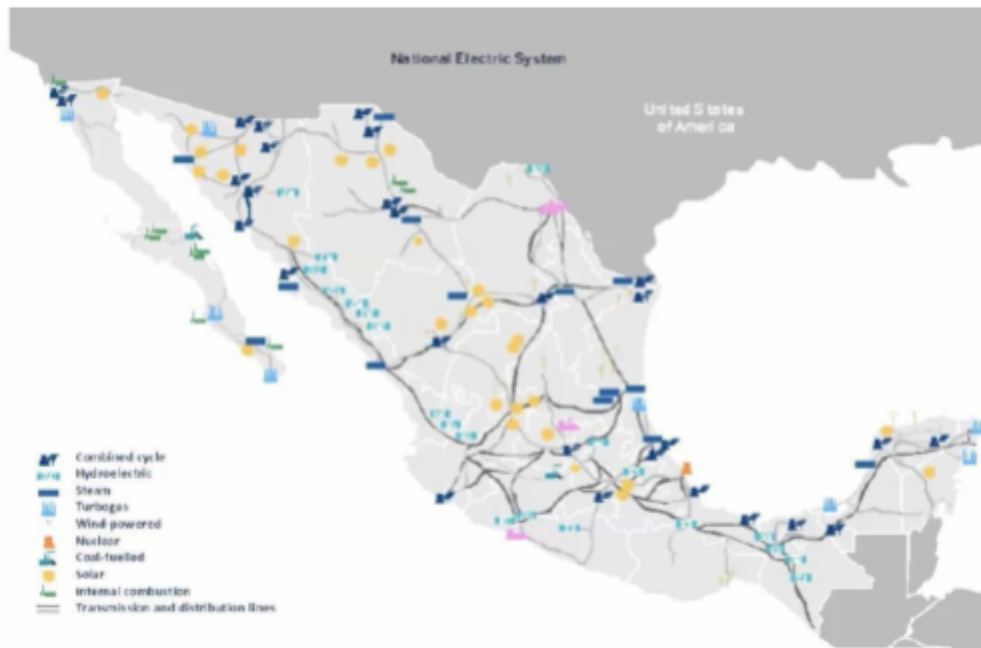 National Electric System
United States
of America
Combined cycle
Hydroelectric
Steam
Turbogas
Wind-powered
Nuclear
Coal-fuelled
Solar
Internal combustion
Transmission and distribution lines